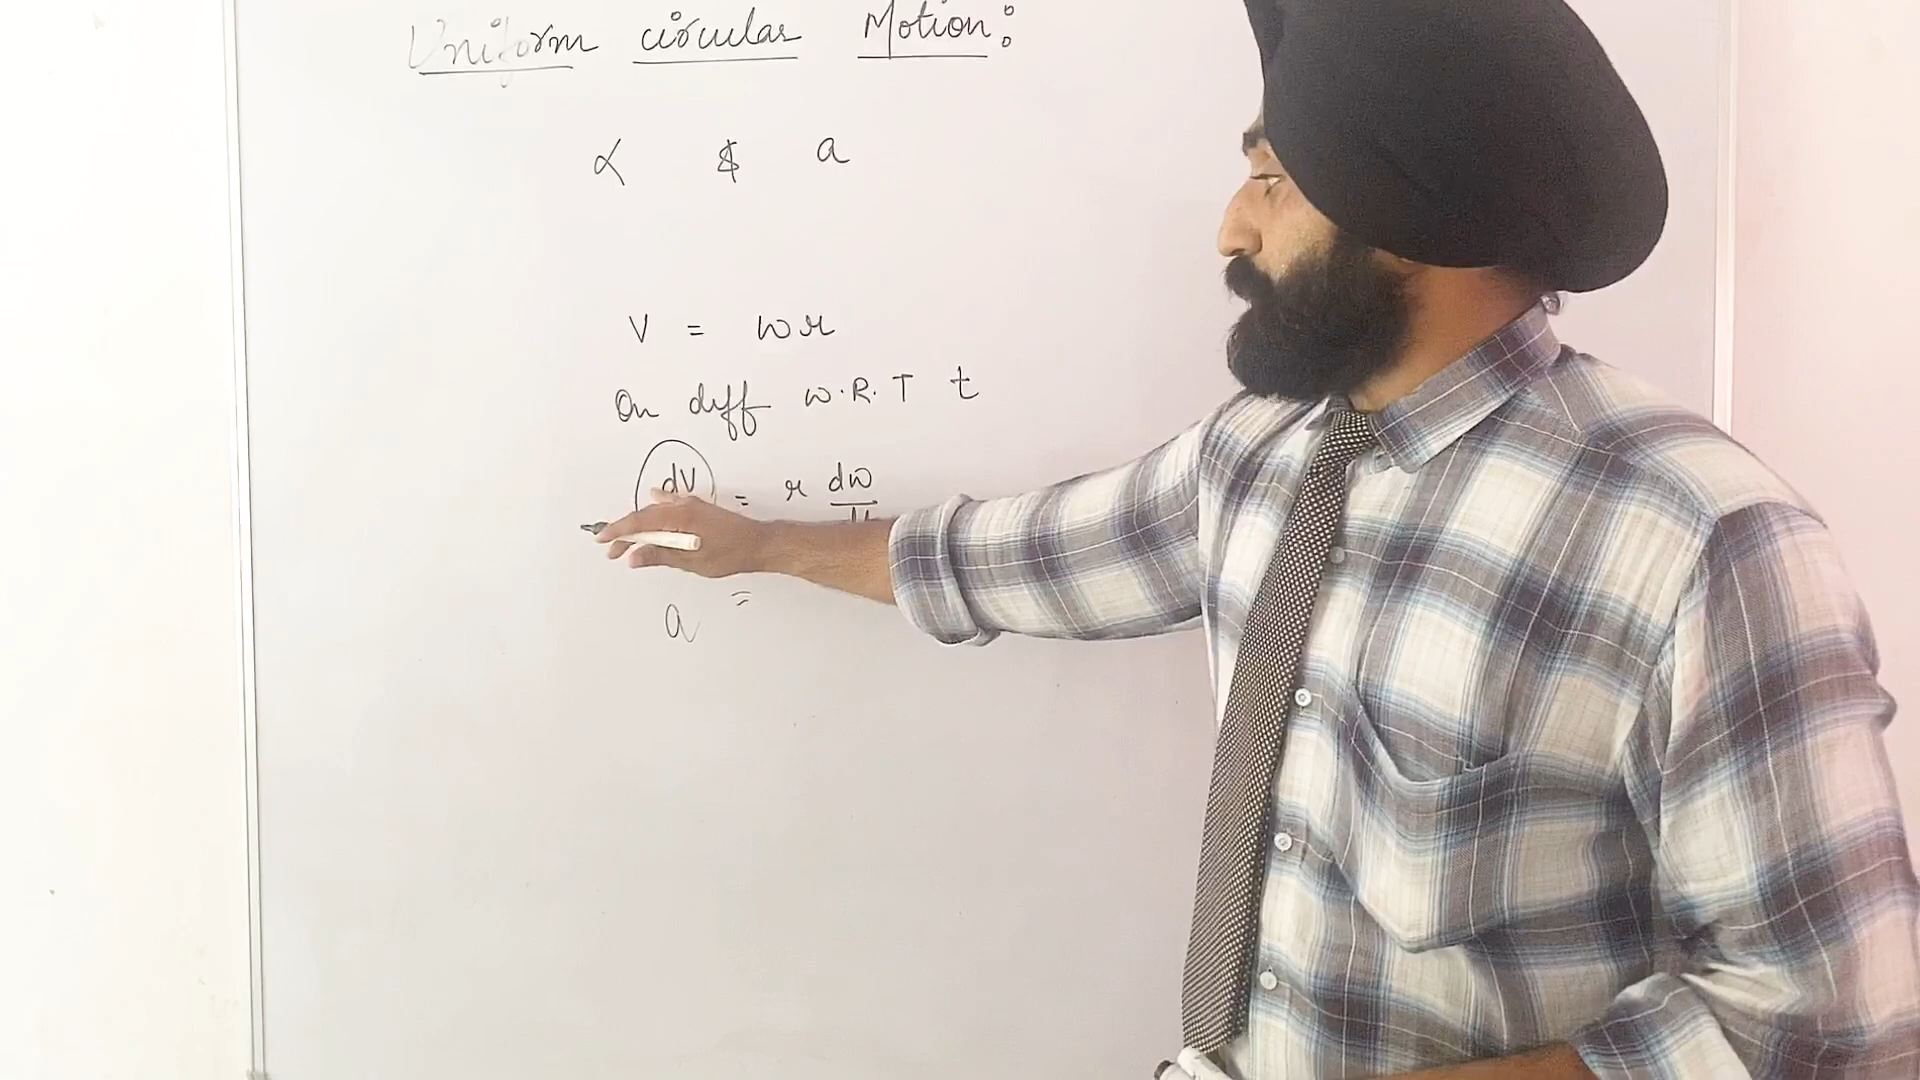 Uniform circular Motion:
α & a
V = ωr
On diff W.R.T t
dV = r dω
a =